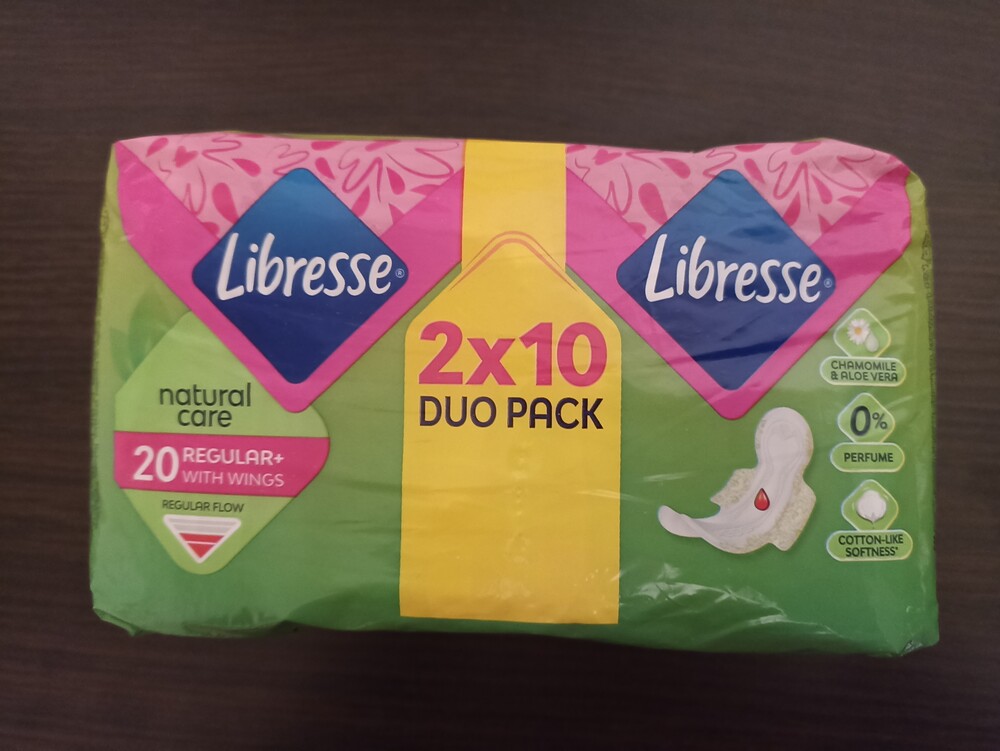 Libresse®
natural
care
20 REGULAR+
WITH WINGS
REGULAR FLOW
2x10
DUO PACK
Libresse®
CHAMOMILE
& ALOE VERA
0%
PERFUME
COTTON-LIKE
SOFTNESS*